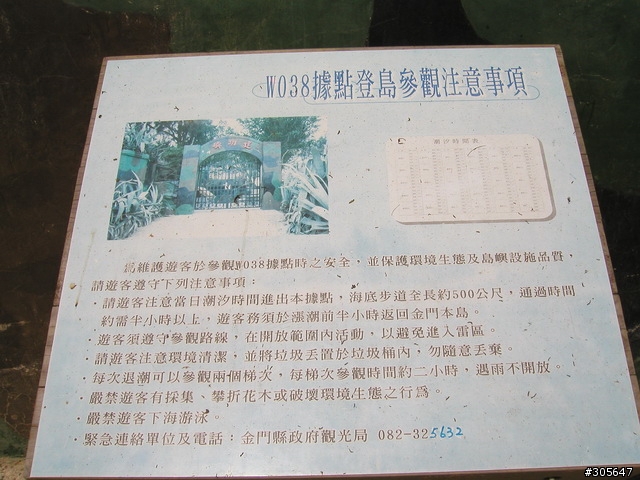 W038據點登島參觀注意事項
潮汐時間表
為維護遊客於參觀W038據點時之安全，並保護環境生態及島嶼設施品質，
請遊客遵守下列注意事項：
·請遊客注意當日潮汐時間進出本據點，海底步道全長約500公尺，通過時間
約需半小時以上，遊客務須於漲潮前半小時返回金門本島。
·遊客須遵守參觀路線，在開放範圍內活動，以避免進入雷區。
·請遊客注意環境清潔，並將垃圾丟置於垃圾桶內，勿隨意丟棄。
·每次退潮可以參觀兩個梯次，每梯次參觀時間約二小時，遇雨不開放。
·嚴禁遊客有採集、攀折花木或破壞環境生態之行為。
·嚴禁遊客下海游泳。
·緊急連絡單位及電話：金門縣政府觀光局 082-325632
#305647